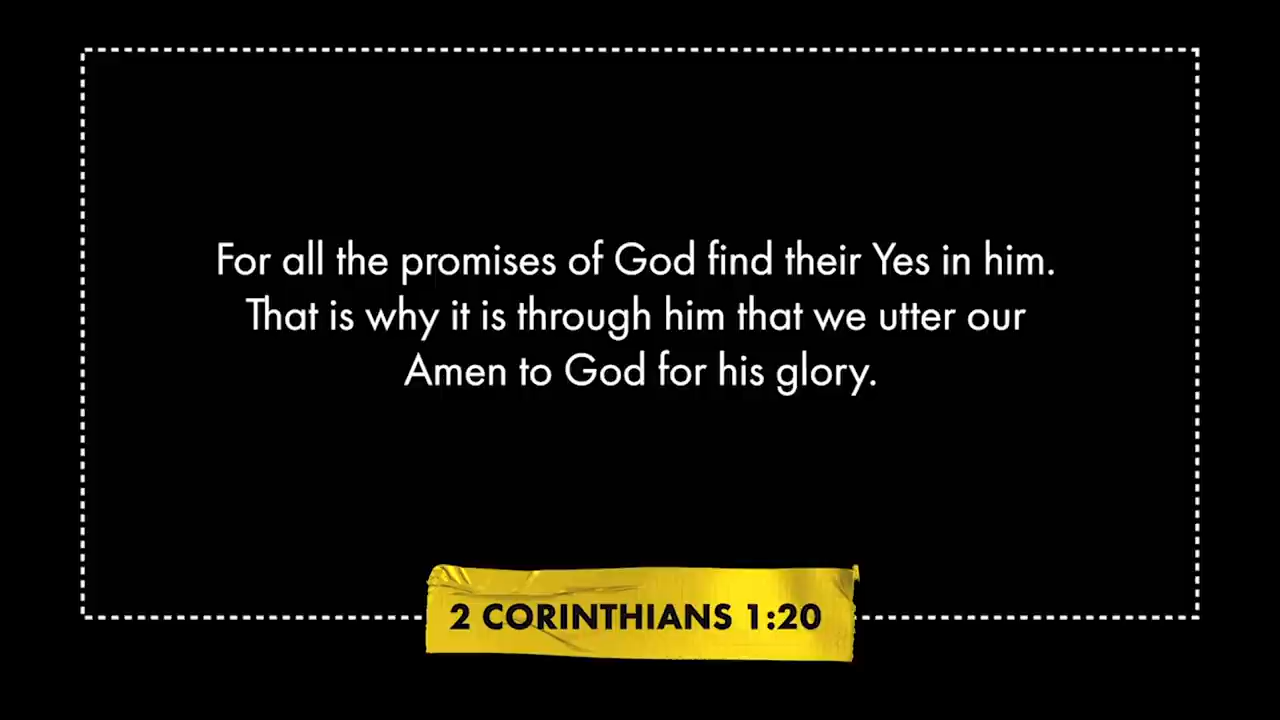 For all the promises of God find their Yes in him.
That is why it is through him that we utter our
Amen to God for his glory.
2 CORINTHIANS 1:20